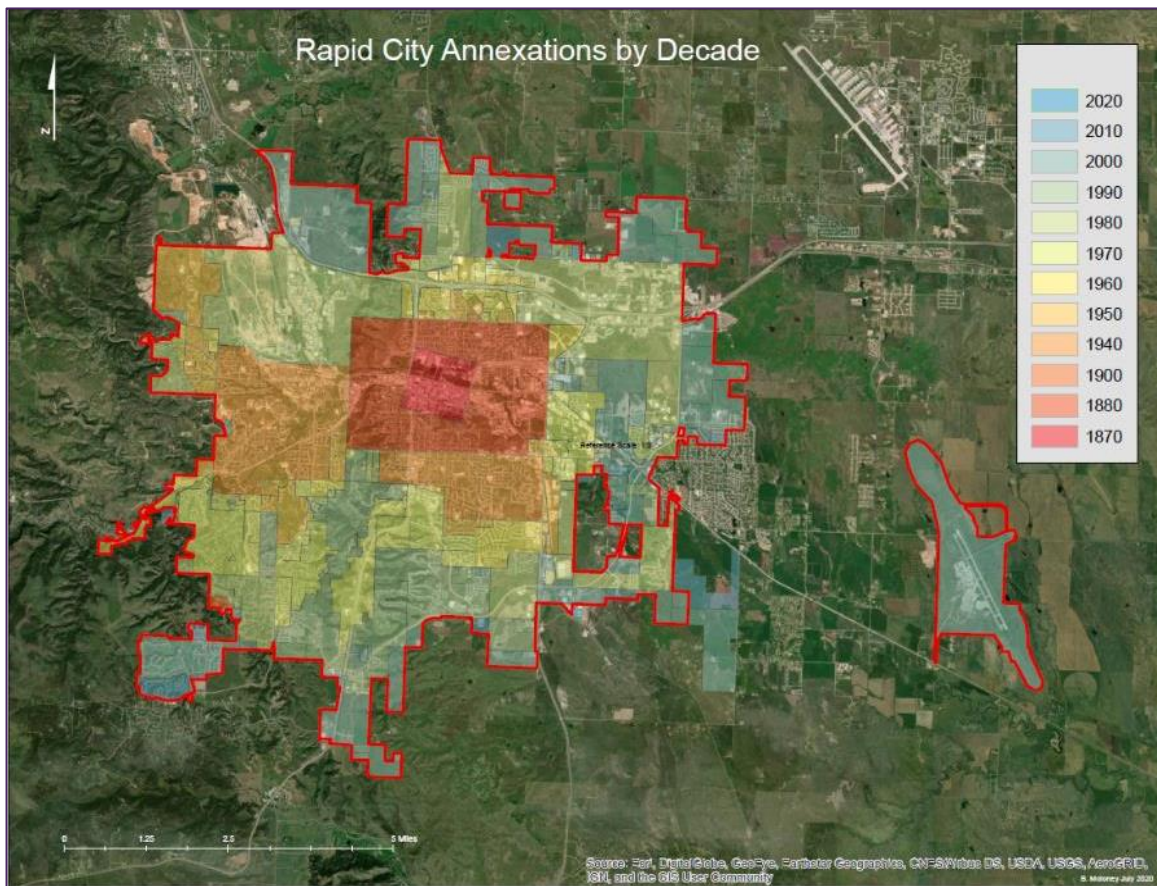 Rapid City Annexations by Decade
N
2020
2010
2000
1990
1980
1970
1960
1950
1940
1900
1880
1870
Reference Scale
0 1.25 2.5 5 Miles
Source: Esri, DigitalGlobe, GeoEye, Earthstar Geographics, CNES/Airbus DS, USDA, USGS, AeroGRID,
IGN, and the GIS User Community
B. Moloney July 2020